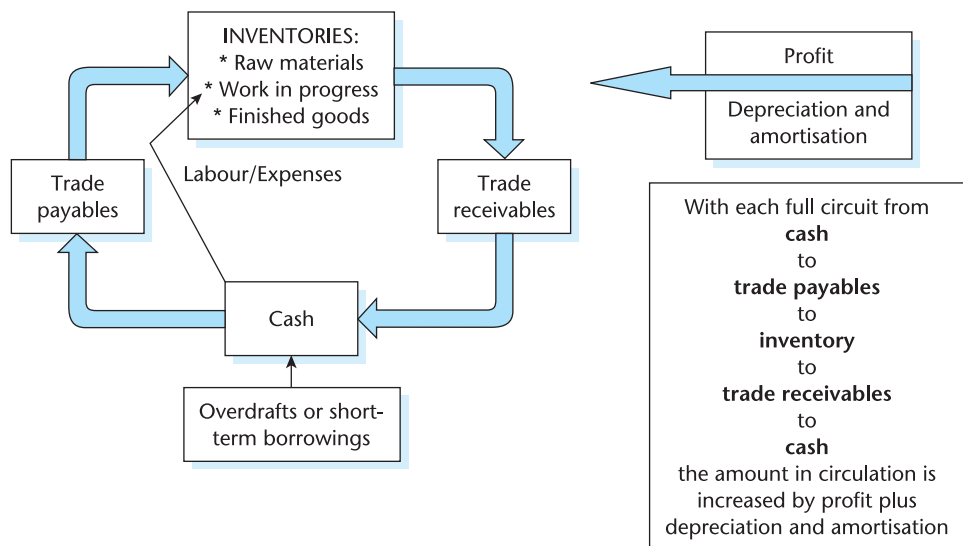 INVENTORIES:
* Raw materials
* Work in progress
* Finished goods
Profit
Depreciation and
amortisation
Labour/Expenses
Trade
payables
Trade
receivables
Cash
Overdrafts or short-
term borrowings
With each full circuit from
cash
to
trade payables
to
inventory
to
trade receivables
to
cash
the amount in circulation is
increased by profit plus
depreciation and amortisation